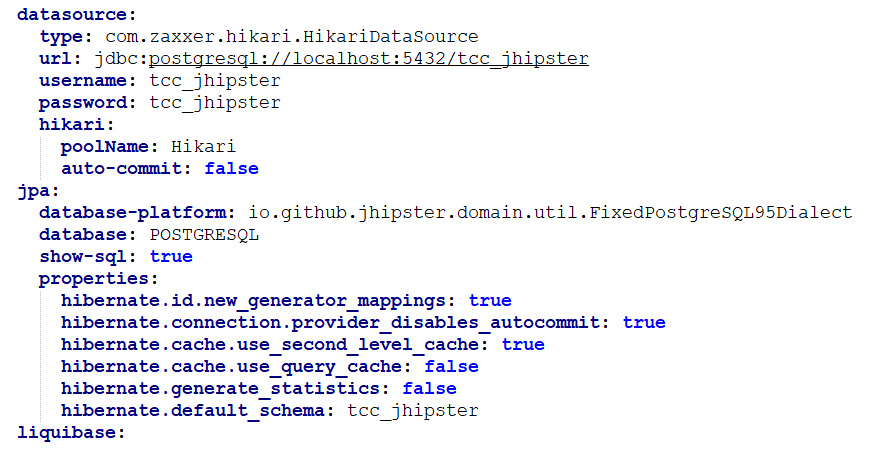 datasource:
  type: com.zaxxer.hikari.HikariDataSource
  url: jdbc:postgresql://localhost:5432/tcc_jhipster
  username: tcc_jhipster
  password: tcc_jhipster
  hikari:
    poolName: Hikari
    auto-commit: false
jpa:
  database-platform: io.github.jhipster.domain.util.FixedPostgreSQL95Dialect
  database: POSTGRESQL
  show-sql: true
  properties:
    hibernate.id.new_generator_mappings: true
    hibernate.connection.provider_disables_autocommit: true
    hibernate.cache.use_second_level_cache: true
    hibernate.cache.use_query_cache: false
    hibernate.generate_statistics: false
    hibernate.default_schema: tcc_jhipster
liquibase: